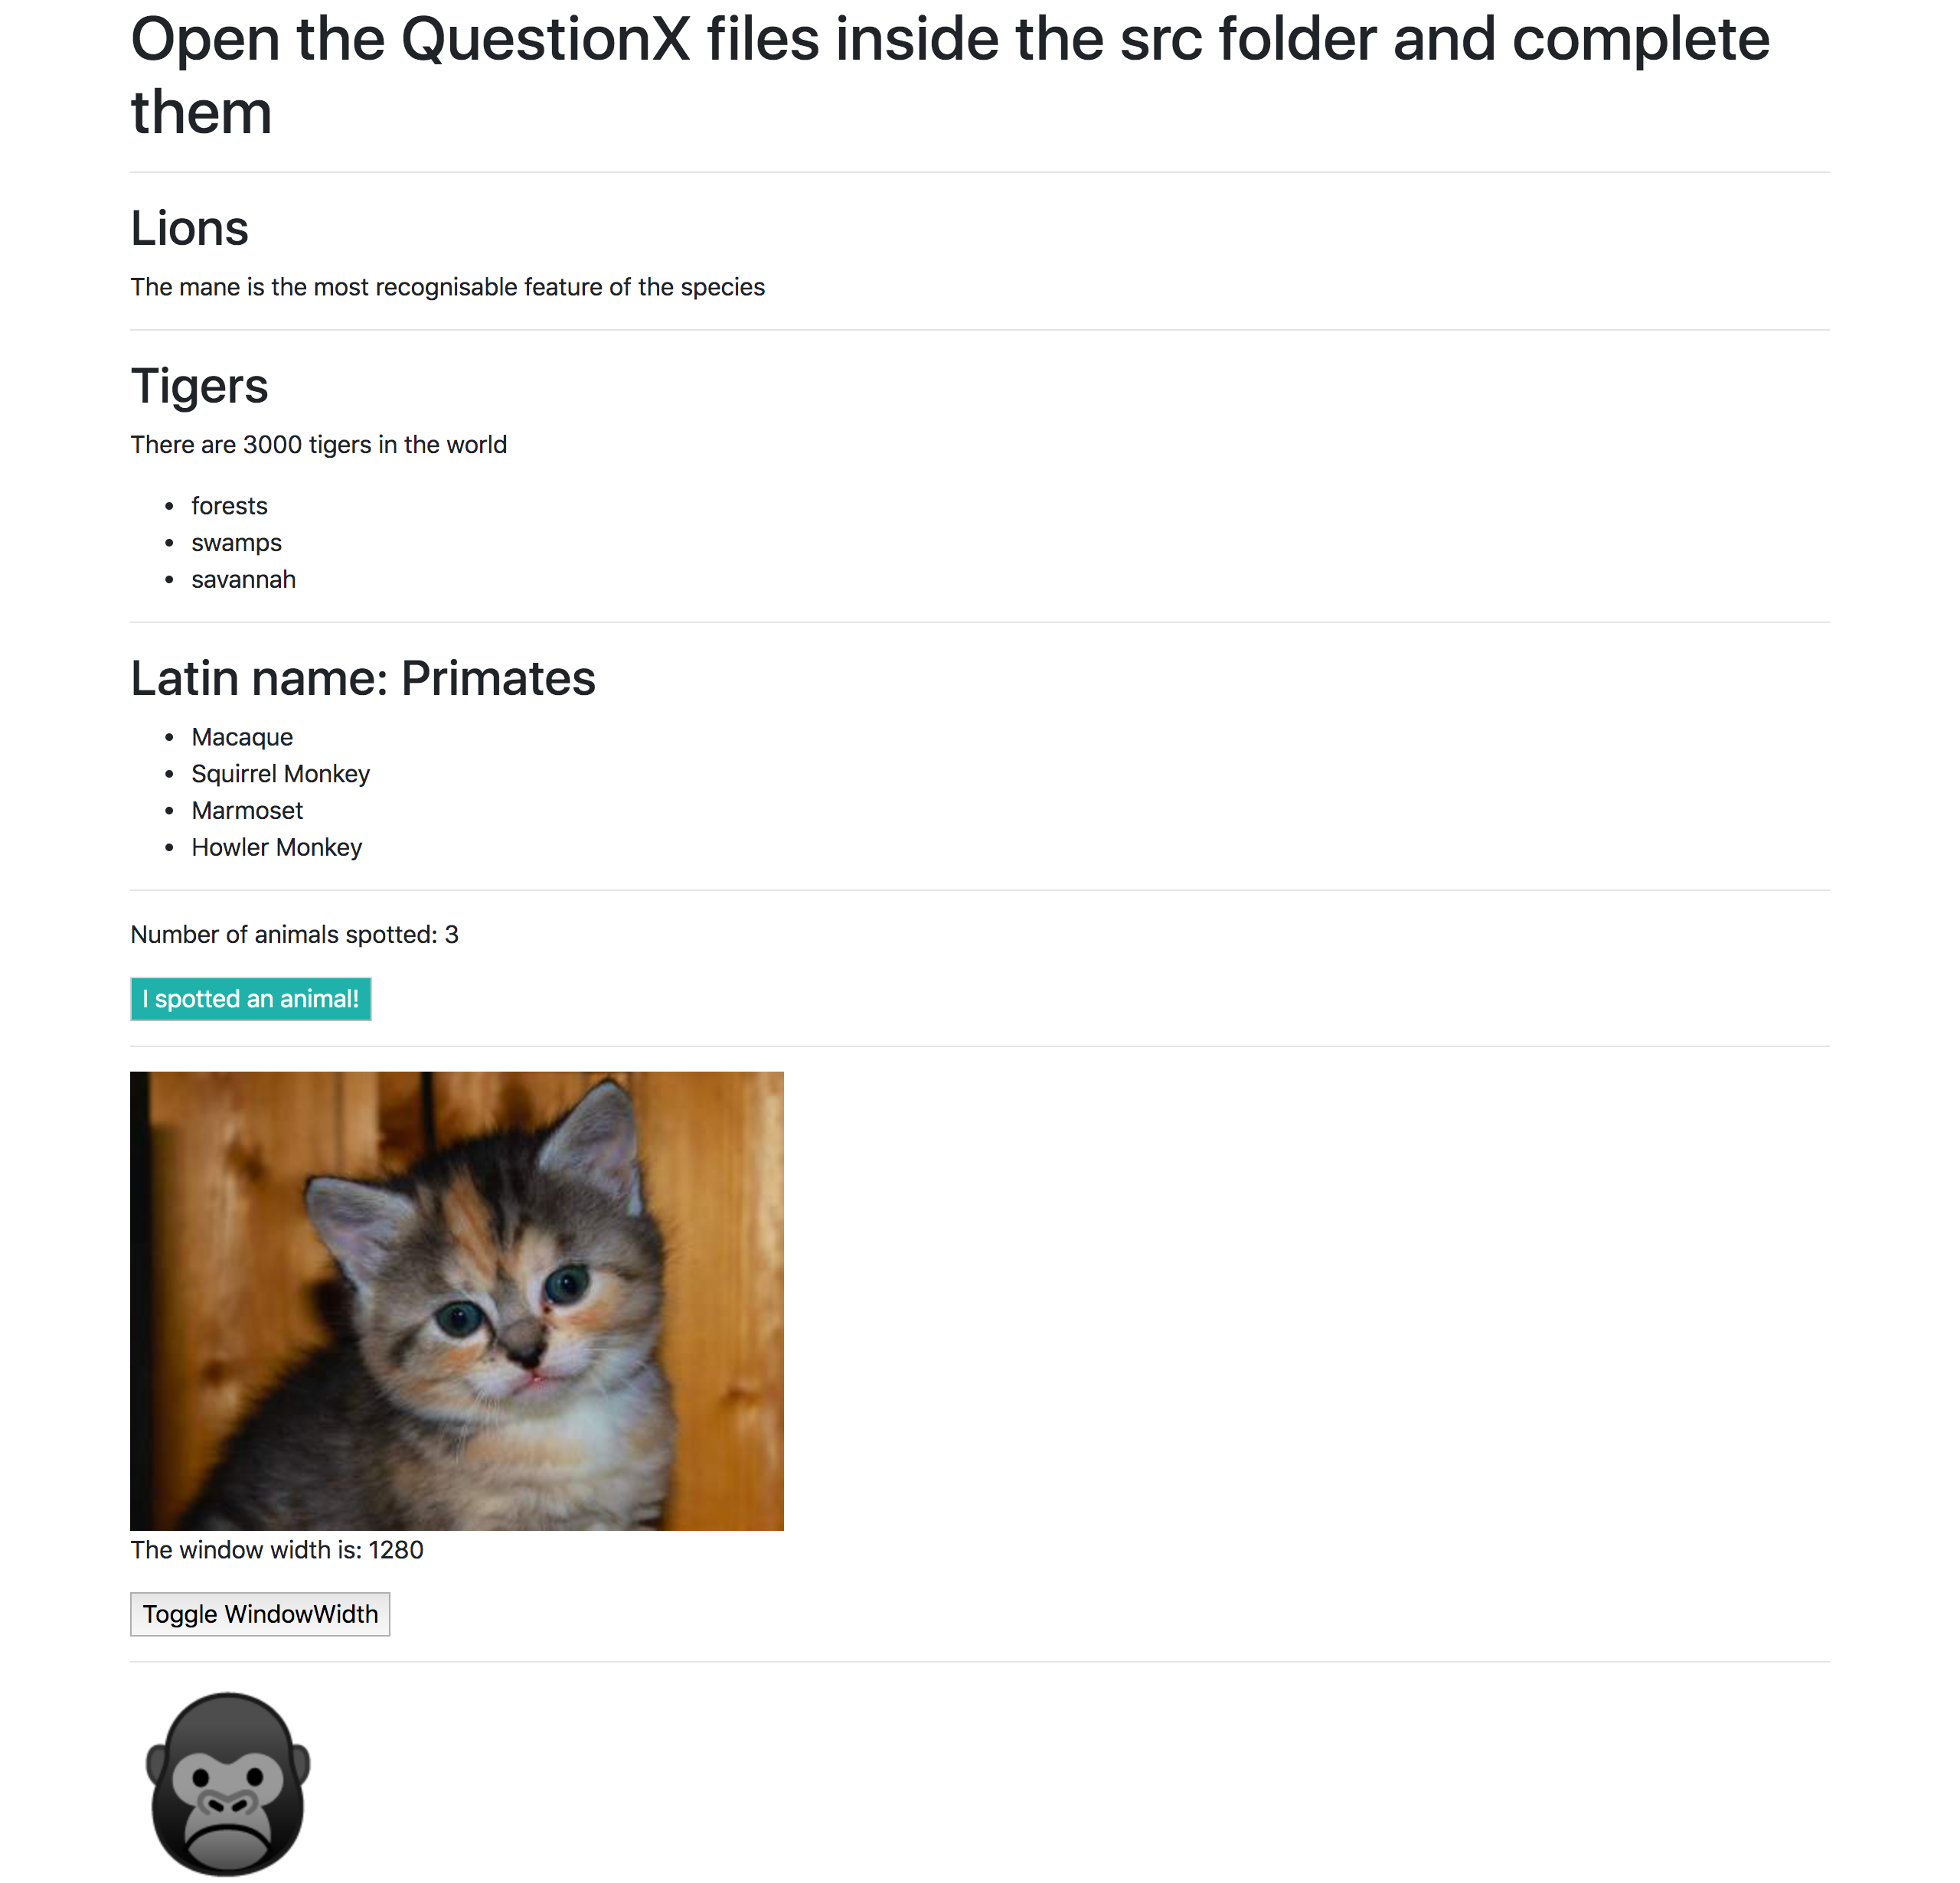 Open the QuestionX files inside the src folder and complete
them
Lions
The mane is the most recognisable feature of the species
Tigers
There are 3000 tigers in the world
forests
swamps
savannah
Latin name: Primates
Macaque
Squirrel Monkey
Marmoset
Howler Monkey
Number of animals spotted: 3
I spotted an animal!
The window width is: 1280
Toggle WindowWidth